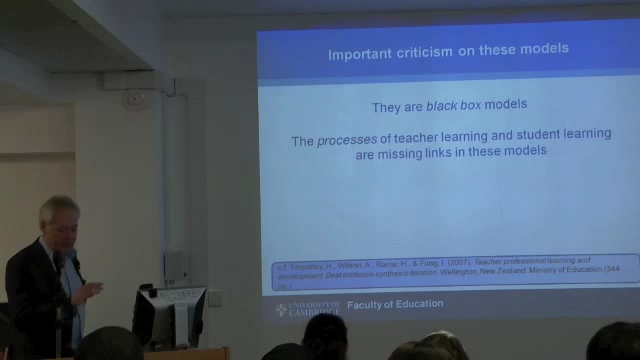 Important criticism on these models
They are black box models
The processes of teacher learning and student learning
are missing links in these models
c.f. Timperley, H., Wilson, A., Barrar, H., & Fung, I. (2007). Teacher professional learning and
development: Best evidence synthesis iteration. Wellington, New Zealand: Ministry of Education (344
pp.)
UNIVERSITY OF
CAMBRIDGE
Faculty of Education